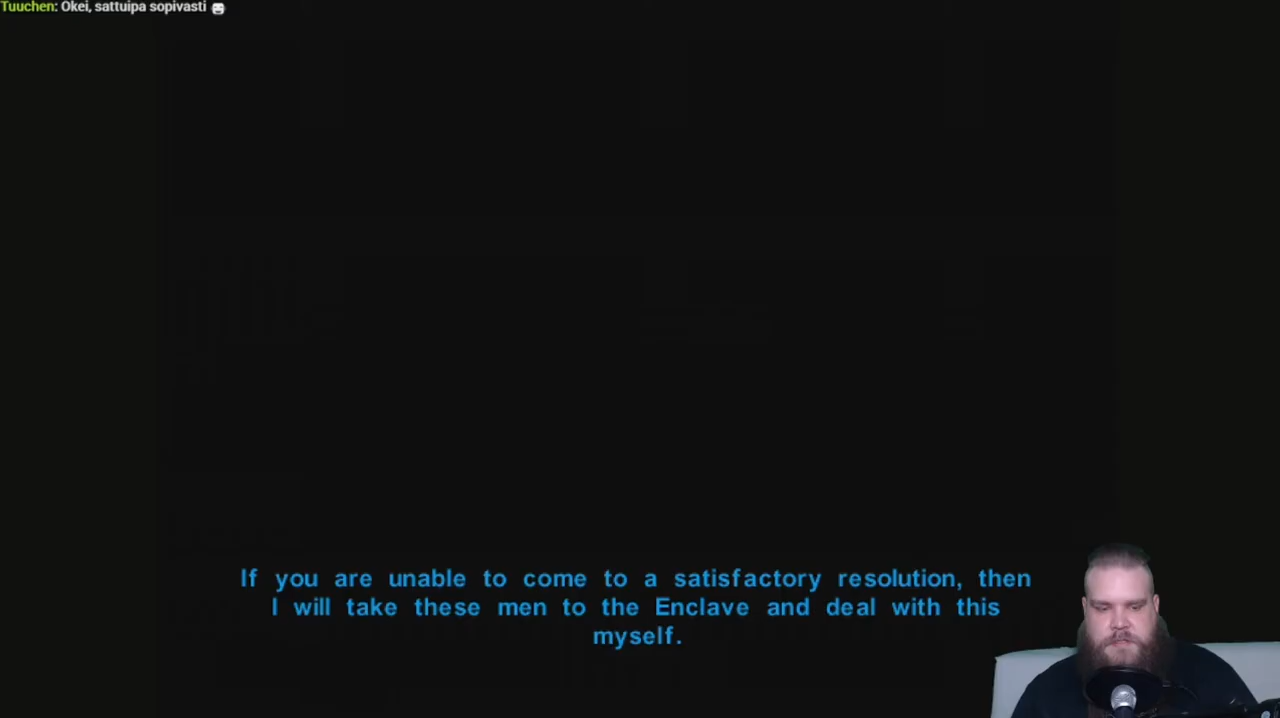 Tuuchen: Okei, sattuipa sopivasti
If you are unable to come to a satisfactory resolution, then
I will take these men to the Enclave and deal with this
myself.